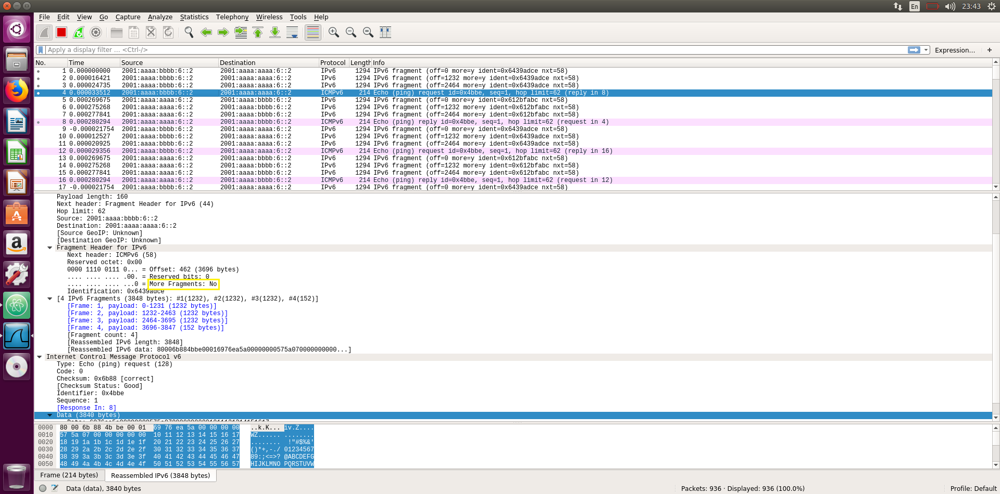 En
23:43
File Edit View Go Capture Analyze Statistics Telephony Wireless Tools Help
Apply a display filter ... <Ctrl-/>
Expression...
+
No. Time Source Destination Protocol Length Info
1 0.000000000 2001:aaaa:bbbb:6::2 2001:aaaa:aaaa:6::2 IPv6 1294 IPv6 fragment (off=0 more=y ident=0x6439adce nxt=58)
2 0.000016421 2001:aaaa:bbbb:6::2 2001:aaaa:aaaa:6::2 IPv6 1294 IPv6 fragment (off=1232 more=y ident=0x6439adce nxt=58)
3 0.000024735 2001:aaaa:bbbb:6::2 2001:aaaa:aaaa:6::2 IPv6 1294 IPv6 fragment (off=2464 more=y ident=0x6439adce nxt=58)
4 0.000033512 2001:aaaa:bbbb:6::2 2001:aaaa:aaaa:6::2 ICMPv6 214 Echo (ping) request id=0x4bbe, seq=1, hop limit=62 (reply in 8)
5 0.000269675 2001:aaaa:aaaa:6::2 2001:aaaa:bbbb:6::2 IPv6 1294 IPv6 fragment (off=0 more=y ident=0x612bfabc nxt=58)
6 0.000275268 2001:aaaa:aaaa:6::2 2001:aaaa:bbbb:6::2 IPv6 1294 IPv6 fragment (off=1232 more=y ident=0x612bfabc nxt=58)
7 0.000277841 2001:aaaa:aaaa:6::2 2001:aaaa:bbbb:6::2 IPv6 1294 IPv6 fragment (off=2464 more=y ident=0x612bfabc nxt=58)
8 0.000280294 2001:aaaa:aaaa:6::2 2001:aaaa:bbbb:6::2 ICMPv6 214 Echo (ping) reply id=0x4bbe, seq=1, hop limit=62 (request in 4)
9 -0.000021754 2001:aaaa:bbbb:6::2 2001:aaaa:aaaa:6::2 IPv6 1294 IPv6 fragment (off=0 more=y ident=0x6439adce nxt=58)
10 0.000012527 2001:aaaa:bbbb:6::2 2001:aaaa:aaaa:6::2 IPv6 1294 IPv6 fragment (off=1232 more=y ident=0x6439adce nxt=58)
11 0.000020925 2001:aaaa:bbbb:6::2 2001:aaaa:aaaa:6::2 IPv6 1294 IPv6 fragment (off=2464 more=y ident=0x6439adce nxt=58)
12 0.000029356 2001:aaaa:bbbb:6::2 2001:aaaa:aaaa:6::2 ICMPv6 214 Echo (ping) request id=0x4bbe, seq=1, hop limit=62 (reply in 16)
13 0.000269675 2001:aaaa:aaaa:6::2 2001:aaaa:bbbb:6::2 IPv6 1294 IPv6 fragment (off=0 more=y ident=0x612bfabc nxt=58)
14 0.000275268 2001:aaaa:aaaa:6::2 2001:aaaa:bbbb:6::2 IPv6 1294 IPv6 fragment (off=1232 more=y ident=0x612bfabc nxt=58)
15 0.000277841 2001:aaaa:aaaa:6::2 2001:aaaa:bbbb:6::2 IPv6 1294 IPv6 fragment (off=2464 more=y ident=0x612bfabc nxt=58)
16 0.000280294 2001:aaaa:aaaa:6::2 2001:aaaa:bbbb:6::2 ICMPv6 214 Echo (ping) reply id=0x4bbe, seq=1, hop limit=62 (request in 12)
17 -0.000021754 2001:aaaa:bbbb:6::2 2001:aaaa:aaaa:6::2 IPv6 1294 IPv6 fragment (off=0 more=y ident=0x6439adce nxt=58)
Payload length: 160
Next header: Fragment Header for IPv6 (44)
Hop limit: 62
Source: 2001:aaaa:bbbb:6::2
Destination: 2001:aaaa:aaaa:6::2
[Source GeoIP: Unknown]
[Destination GeoIP: Unknown]
Fragment Header for IPv6
Next header: ICMPv6 (58)
Reserved octet: 0x00
0000 1110 0111 0... = Offset: 462 (3696 bytes)
.... .... .... .00. = Reserved bits: 0
.... .... .... ...0 = More Fragments: No
Identification: 0x6439adce
[4 IPv6 Fragments (3848 bytes): #1(1232), #2(1232), #3(1232), #4(152)]
[Frame: 1, payload: 0-1231 (1232 bytes)]
[Frame: 2, payload: 1232-2463 (1232 bytes)]
[Frame: 3, payload: 2464-3695 (1232 bytes)]
[Frame: 4, payload: 3696-3847 (152 bytes)]
[Fragment count: 4]
[Reassembled IPv6 length: 3848]
[Reassembled IPv6 data: 80006b884bbe00016976ea5a00000000575a070000000000...]
Internet Control Message Protocol v6
Type: Echo (ping) request (128)
Code: 0
Checksum: 0x6b88 [correct]
[Checksum Status: Good]
Identifier: 0x4bbe
Sequence: 1
[Response In: 8]
Data (3840 bytes)
0000 80 00 6b 88 4b be 00 01 69 76 ea 5a 00 00 00 00 ..k.K... iv.Z....
0010 57 5a 07 00 00 00 00 00 10 11 12 13 14 15 16 17 WZ...... ........
0020 18 19 1a 1b 1c 1d 1e 1f 20 21 22 23 24 25 26 27 ........ !"#$%&'
0030 28 29 2a 2b 2c 2d 2e 2f 30 31 32 33 34 35 36 37 ()*+,-./ 01234567
0040 38 39 3a 3b 3c 3d 3e 3f 40 41 42 43 44 45 46 47 89:;<=>? @ABCDEFG
0050 48 49 4a 4b 4c 4d 4e 4f 50 51 52 53 54 55 56 57 HIJKLMNO PQRSTUVW
Frame (214 bytes) Reassembled IPv6 (3848 bytes)
Data (data), 3840 bytes
Packets: 936 · Displayed: 936 (100.0%)
Profile: Default